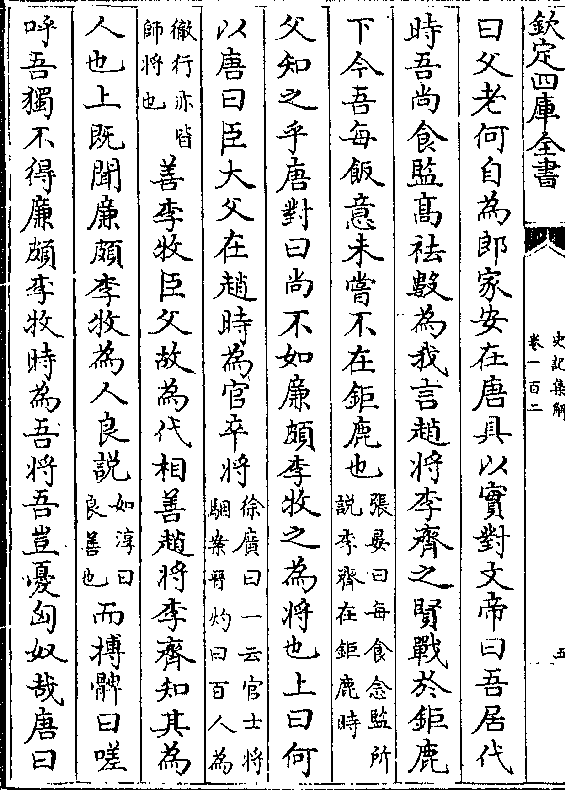 欽定四庫全書
史記集解
卷一百二
五
曰父老何自為郎家安在唐具以實對文帝曰吾居代
時吾尚食監髙祛數為我言趙將李齊之賢戰於鉅鹿
下今吾每飯意未嘗不在鉅鹿也
張晏曰每食念監所
說李齊在鉅鹿時
父知之乎唐對曰尚不如廉頗李牧之為將也上曰何
以唐曰臣大父在趙時為官卒將
徐廣曰一云官士將
駰案晉灼曰百人為
徹行亦皆
師將也
善李牧臣父故為代相善趙將李齊知其為
人也上既聞廉頗李牧為人良說
如淳曰
良善也
而搏髀曰嗟
呼吾獨不得廉頗李牧時為吾將吾豈憂匈奴哉唐曰